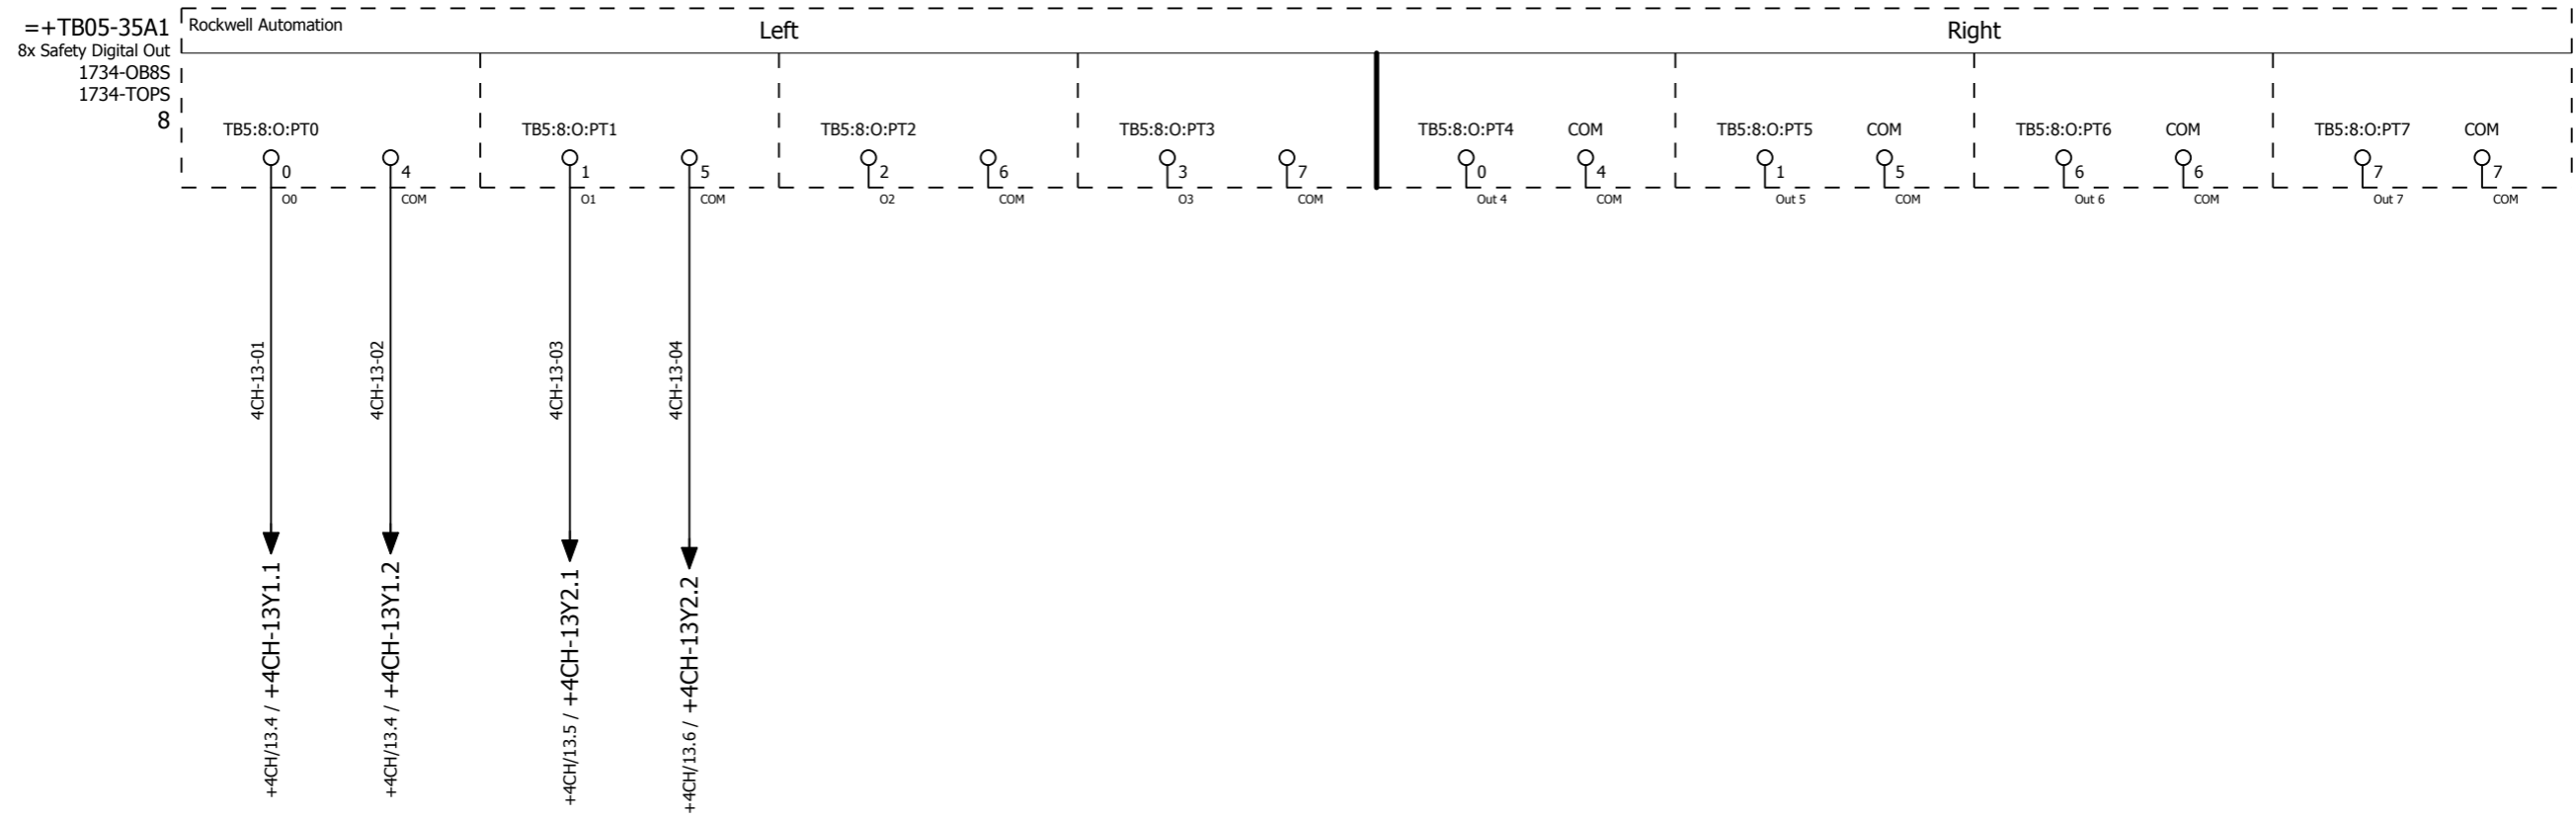 =+TB05-35A1
8x Safety Digital Out
1734-OB8S
1734-TOPS
8
Rockwell Automation
Left
Right
TB5:8:O:PT0
TB5:8:O:PT1
TB5:8:O:PT2
TB5:8:O:PT3
TB5:8:O:PT4 COM
TB5:8:O:PT5 COM
TB5:8:O:PT6 COM
TB5:8:O:PT7 COM
0 4 1 5 2 6 3 7 0 4 1 5 6 6 7 7
O0 COM O1 COM O2 COM O3 COM Out 4 COM Out 5 COM Out 6 COM Out 7 COM
4CH-13-01
4CH-13-02
4CH-13-03
4CH-13-04
+4CH/13.4 / +4CH-13Y1.1
+4CH/13.4 / +4CH-13Y1.2
+4CH/13.5 / +4CH-13Y2.1
+4CH/13.6 / +4CH-13Y2.2